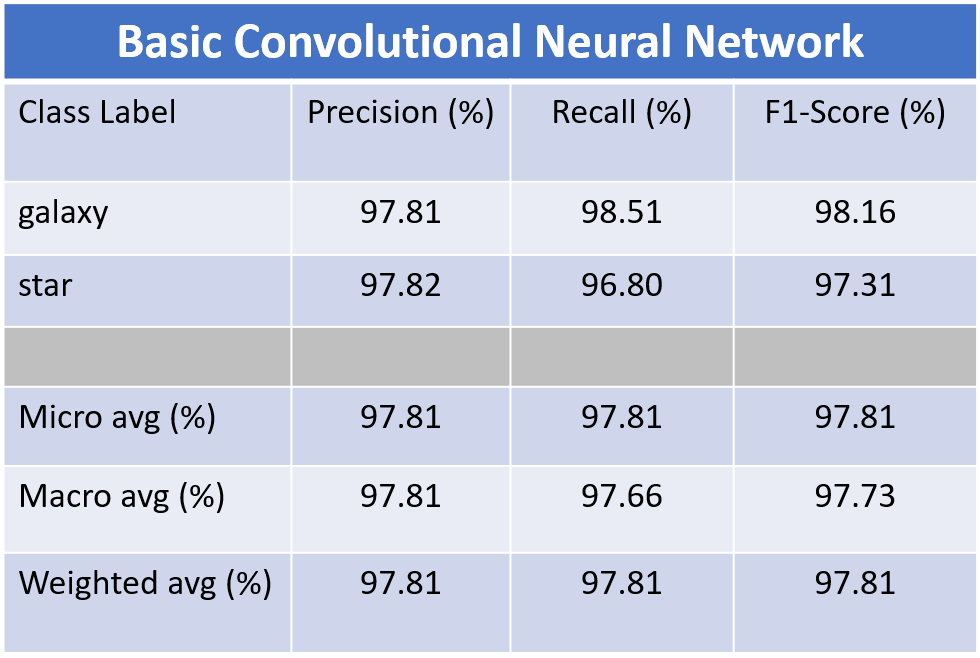 Basic Convolutional Neural Network
Class Label Precision (%) Recall (%) F1-Score (%)
galaxy 97.81 98.51 98.16
star 97.82 96.80 97.31
Micro avg (%) 97.81 97.81 97.81
Macro avg (%) 97.81 97.66 97.73
Weighted avg (%) 97.81 97.81 97.81